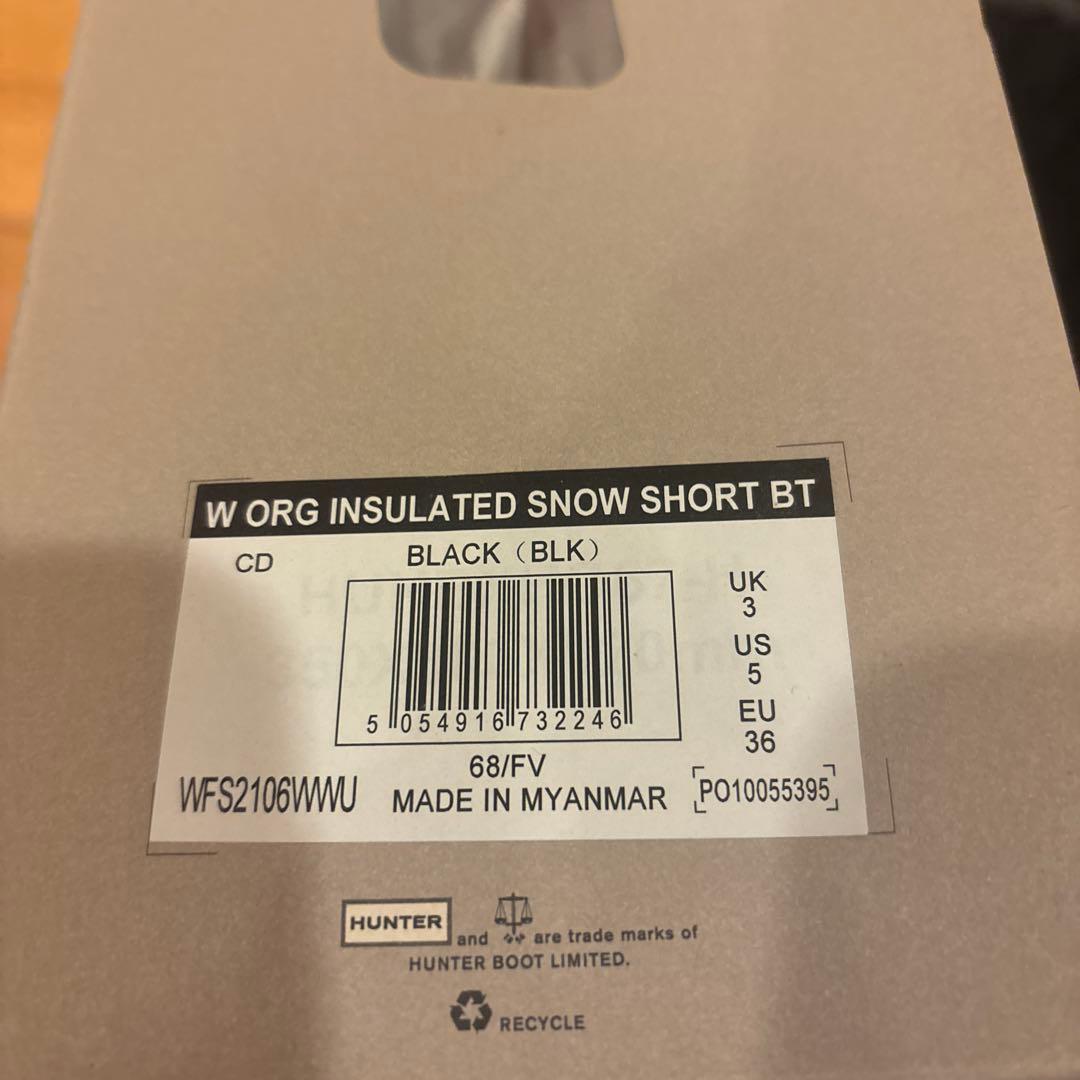 W ORG INSULATED SNOW SHORT BT
CD
BLACK（BLK）
UK
3
US
5
EU
36
5 054916 732246
68/FV
WFS2106WWU
MADE IN MYANMAR
PO10055395
HUNTER and are trade marks of
HUNTER BOOT LIMITED.
RECYCLE